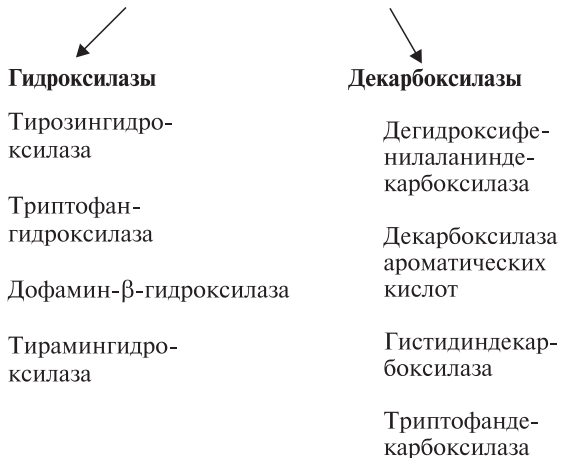 Гидроксилазы
Тирозингидро-
ксилаза
Триптофан-
гидроксилаза
Дофамин-β-гидроксилаза
Тирамингидро-
ксилаза
Декарбоксилазы
Дегидроксифе-
нилаланинде-
карбоксилаза
Декарбоксилаза
ароматических
кислот
Гистидиндекар-
боксилаза
Триптофанде-
карбоксилаза